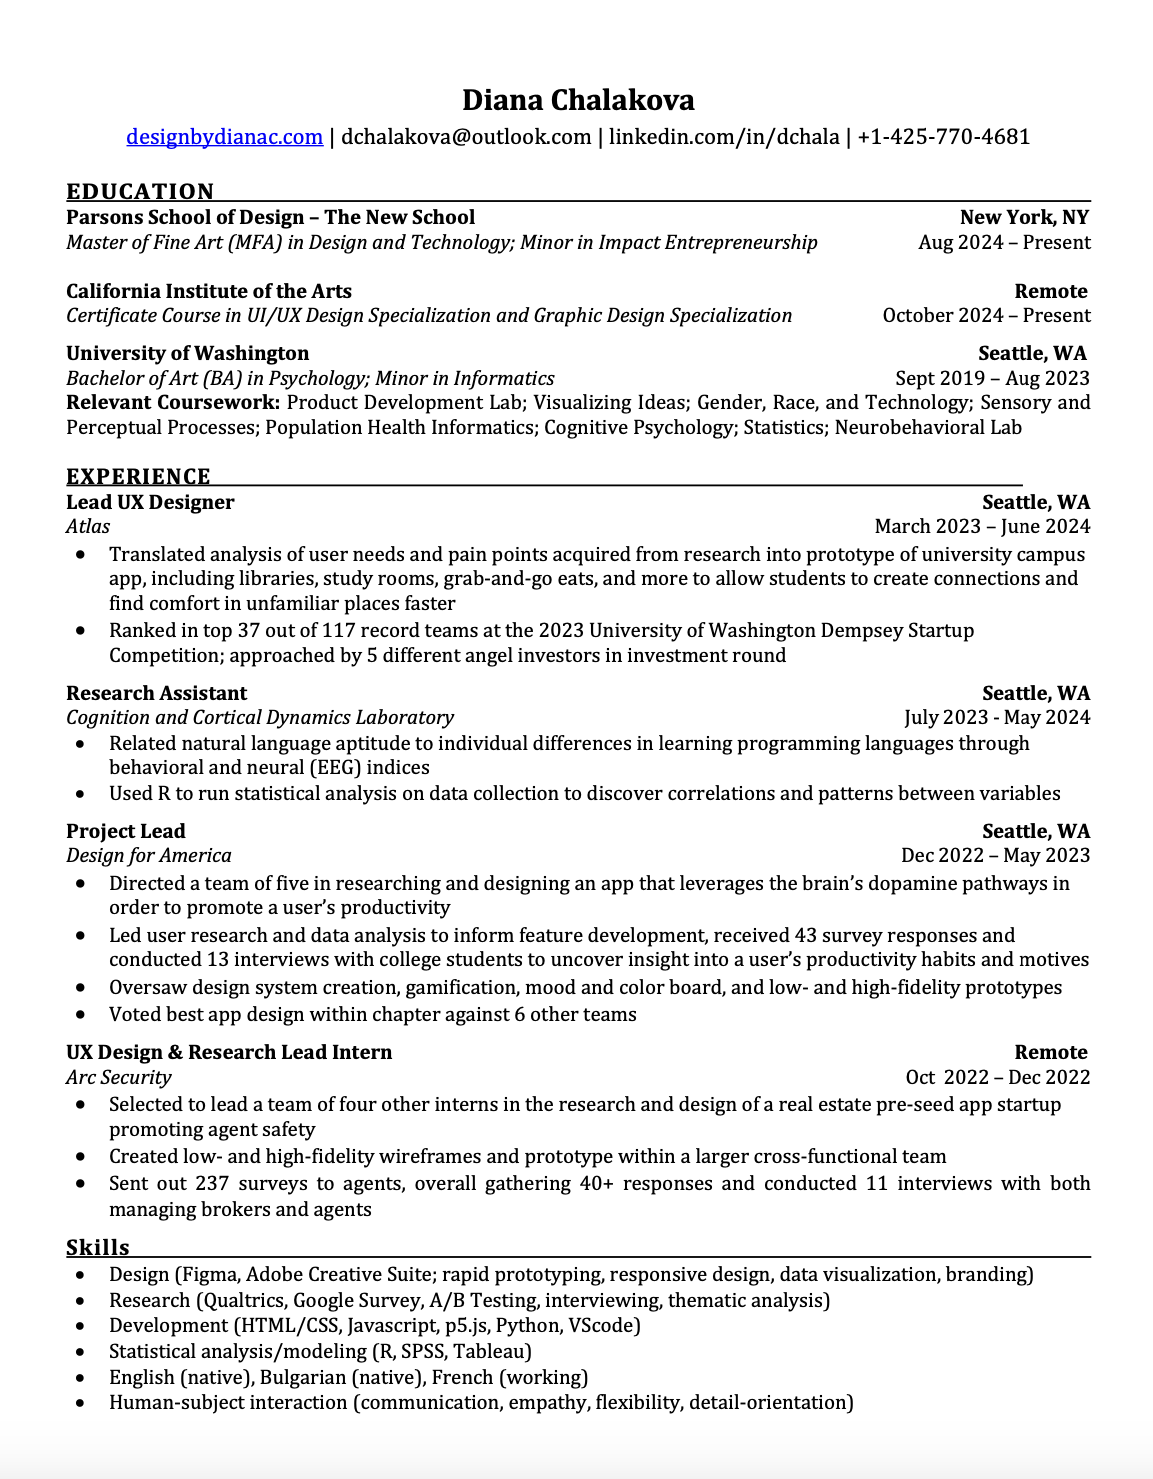 Diana Chalakova
designbydianac.com | dchalakova@outlook.com | linkedin.com/in/dchala | +1-425-770-4681
EDUCATION
Parsons School of Design – The New School New York, NY
Master of Fine Art (MFA) in Design and Technology; Minor in Impact Entrepreneurship Aug 2024 – Present
California Institute of the Arts Remote
Certificate Course in UI/UX Design Specialization and Graphic Design Specialization October 2024 – Present
University of Washington Seattle, WA
Bachelor of Art (BA) in Psychology; Minor in Informatics Sept 2019 – Aug 2023
Relevant Coursework: Product Development Lab; Visualizing Ideas; Gender, Race, and Technology; Sensory and
Perceptual Processes; Population Health Informatics; Cognitive Psychology; Statistics; Neurobehavioral Lab
EXPERIENCE
Lead UX Designer Seattle, WA
Atlas March 2023 – June 2024
• Translated analysis of user needs and pain points acquired from research into prototype of university campus
app, including libraries, study rooms, grab-and-go eats, and more to allow students to create connections and
find comfort in unfamiliar places faster
• Ranked in top 37 out of 117 record teams at the 2023 University of Washington Dempsey Startup
Competition; approached by 5 different angel investors in investment round
Research Assistant Seattle, WA
Cognition and Cortical Dynamics Laboratory July 2023 - May 2024
• Related natural language aptitude to individual differences in learning programming languages through
behavioral and neural (EEG) indices
• Used R to run statistical analysis on data collection to discover correlations and patterns between variables
Project Lead Seattle, WA
Design for America Dec 2022 – May 2023
• Directed a team of five in researching and designing an app that leverages the brain’s dopamine pathways in
order to promote a user’s productivity
• Led user research and data analysis to inform feature development, received 43 survey responses and
conducted 13 interviews with college students to uncover insight into a user’s productivity habits and motives
• Oversaw design system creation, gamification, mood and color board, and low- and high-fidelity prototypes
• Voted best app design within chapter against 6 other teams
UX Design & Research Lead Intern Remote
Arc Security Oct 2022 – Dec 2022
• Selected to lead a team of four other interns in the research and design of a real estate pre-seed app startup
promoting agent safety
• Created low- and high-fidelity wireframes and prototype within a larger cross-functional team
• Sent out 237 surveys to agents, overall gathering 40+ responses and conducted 11 interviews with both
managing brokers and agents
Skills
• Design (Figma, Adobe Creative Suite; rapid prototyping, responsive design, data visualization, branding)
• Research (Qualtrics, Google Survey, A/B Testing, interviewing, thematic analysis)
• Development (HTML/CSS, Javascript, p5.js, Python, VScode)
• Statistical analysis/modeling (R, SPSS, Tableau)
• English (native), Bulgarian (native), French (working)
• Human-subject interaction (communication, empathy, flexibility, detail-orientation)